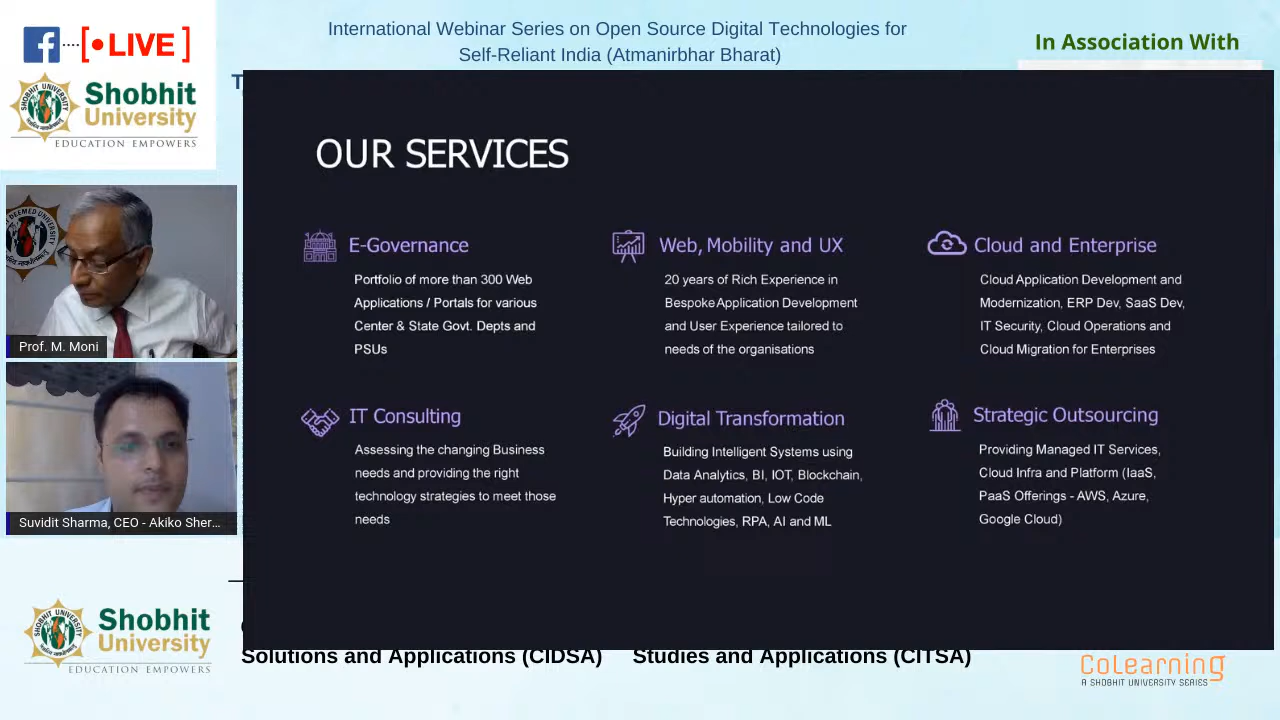 LIVE
International Webinar Series on Open Source Digital Technologies for
Self-Reliant India (Atmanirbhar Bharat)
In Association With
SHOBHIT UNIVERSITY
Shobhit
University
EDUCATION EMPOWERS
T
OUR SERVICES
E-Governance
Portfolio of more than 300 Web
Applications / Portals for various
Center & State Govt. Depts and
PSUs
Web, Mobility and UX
20 years of Rich Experience in
Bespoke Application Development
and User Experience tailored to
needs of the organisations
Cloud and Enterprise
Cloud Application Development and
Modernization, ERP Dev, SaaS Dev,
IT Security, Cloud Operations and
Cloud Migration for Enterprises
IT Consulting
Assessing the changing Business
needs and providing the right
technology strategies to meet those
needs
Digital Transformation
Building Intelligent Systems using
Data Analytics, BI, IOT, Blockchain,
Hyper automation, Low Code
Technologies, RPA, AI and ML
Strategic Outsourcing
Providing Managed IT Services,
Cloud Infra and Platform (IaaS,
PaaS Offerings - AWS, Azure,
Google Cloud)
DEEMED UNIVERSITY
Prof. M. Moni
Suvidit Sharma, CEO - Akiko Sher...
SHOBHIT UNIVERSITY
Shobhit
University
EDUCATION EMPOWERS
Solutions and Applications (CIDSA) Studies and Applications (CITSA)
CoLearning
A SHOBHIT UNIVERSITY SERIES